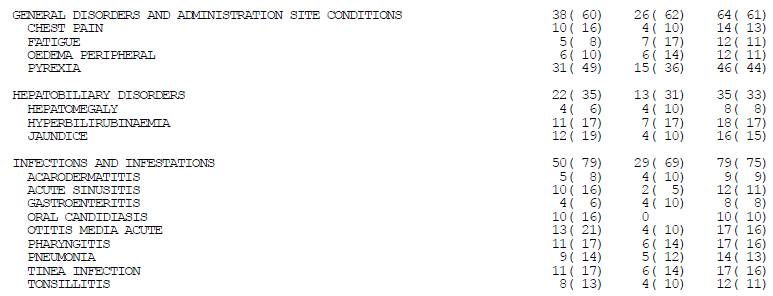 GENERAL DISORDERS AND ADMINISTRATION SITE CONDITIONS 38( 60) 26( 62) 64( 61)
CHEST PAIN 10( 16) 4( 10) 14( 13)
FATIGUE 5( 8) 7( 17) 12( 11)
OEDEMA PERIPHERAL 6( 10) 6( 14) 12( 11)
PYREXIA 31( 49) 15( 36) 46( 44)
HEPATOBILIARY DISORDERS 22( 35) 13( 31) 35( 33)
HEPATOMEGALY 4( 6) 4( 10) 8( 8)
HYPERBILIRUBINAEMIA 11( 17) 7( 17) 18( 17)
JAUNDICE 12( 19) 4( 10) 16( 15)
INFECTIONS AND INFESTATIONS 50( 79) 29( 69) 79( 75)
ACARODERMATITIS 5( 8) 4( 10) 9( 9)
ACUTE SINUSITIS 10( 16) 2( 5) 12( 11)
GASTROENTERITIS 4( 6) 4( 10) 8( 8)
ORAL CANDIDIASIS 10( 16) 0 10( 10)
OTITIS MEDIA ACUTE 13( 21) 4( 10) 17( 16)
PHARYNGITIS 11( 17) 6( 14) 17( 16)
PNEUMONIA 9( 14) 5( 12) 14( 13)
TINEA INFECTION 11( 17) 6( 14) 17( 16)
TONSILLITIS 8( 13) 4( 10) 12( 11)